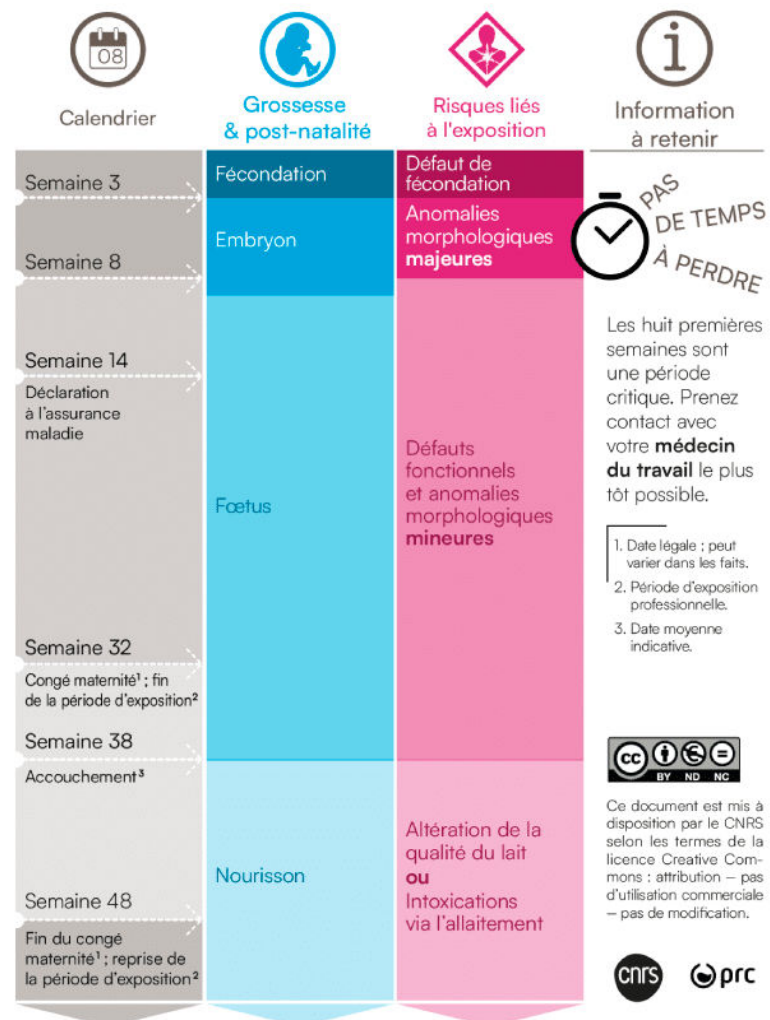 08
Calendrier
Grossesse
& post-natalité
Risques liés
à l'exposition
Information
à retenir
Semaine 3
Fécondation
Défaut de
fécondation
Semaine 8
Embryon
Anomalies
morphologiques
majeures
PAS
DE TEMPS
À PERDRE
Les huit premières
semaines sont
une période
critique. Prenez
contact avec
votre médecin
du travail le plus
tôt possible.
Semaine 14
Déclaration
à l'assurance
maladie
Fœtus
Défauts
fonctionnels
et anomalies
morphologiques
mineures
1. Date légale ; peut
varier dans les faits.
2. Période d'exposition
professionnelle.
3. Date moyenne
indicative.
Semaine 32
Congé maternité¹ ; fin
de la période d'exposition²
Semaine 38
Accouchement³
Nourisson
Altération de la
qualité du lait
ou
Intoxications
via l'allaitement
Semaine 48
Fin du congé
maternité¹ ; reprise de
la période d'exposition²
cc
BY ND NC
Ce document est mis à
disposition par le CNRS
selon les termes de la
licence Creative Com-
mons : attribution – pas
d'utilisation commerciale
– pas de modification.
cnrs
prc